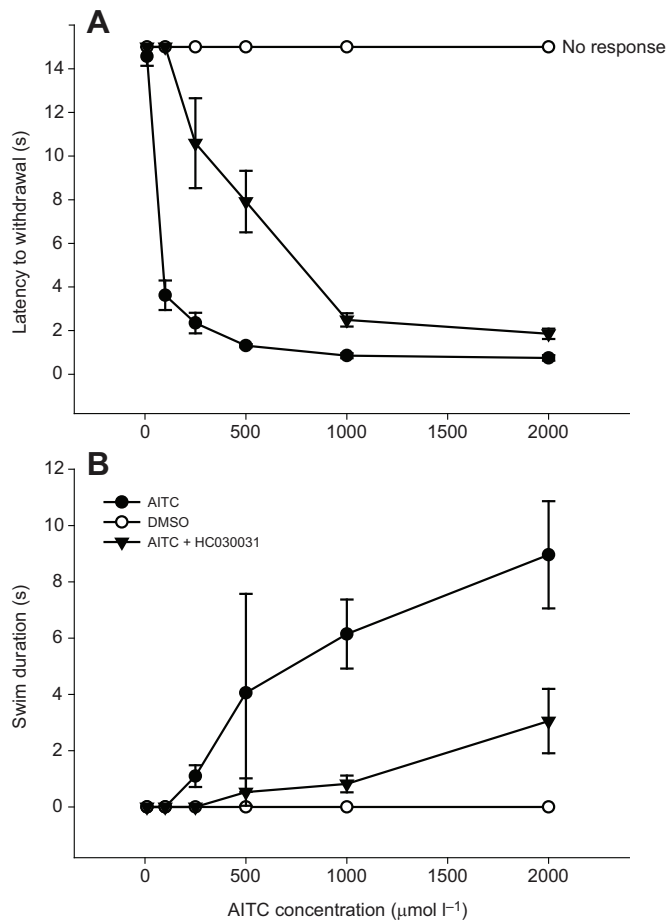 A
16
14
12
10
8
6
4
2
0
Latency to withdrawal (s)
No response
0
500
1000
1500
2000
B
12
10
8
6
4
2
0
Swim duration (s)
AITC
DMSO
AITC + HC030031
0
500
1000
1500
2000
AITC concentration (μmol l⁻¹)